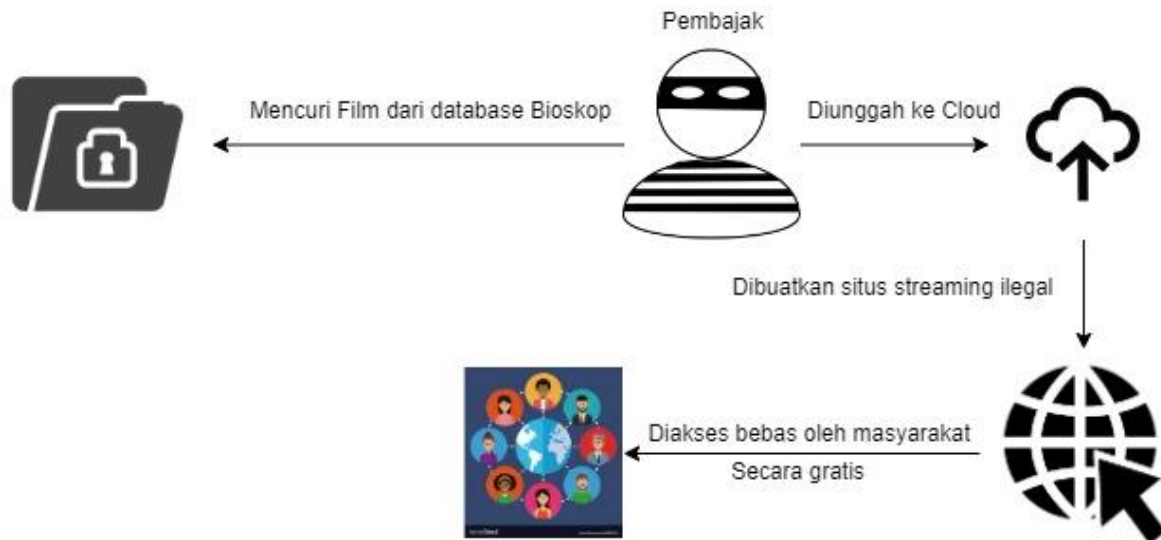 Pembajak
Mencuri Film dari database Bioskop
Diunggah ke Cloud
Dibuatkan situs streaming ilegal
Diakses bebas oleh masyarakat
Secara gratis